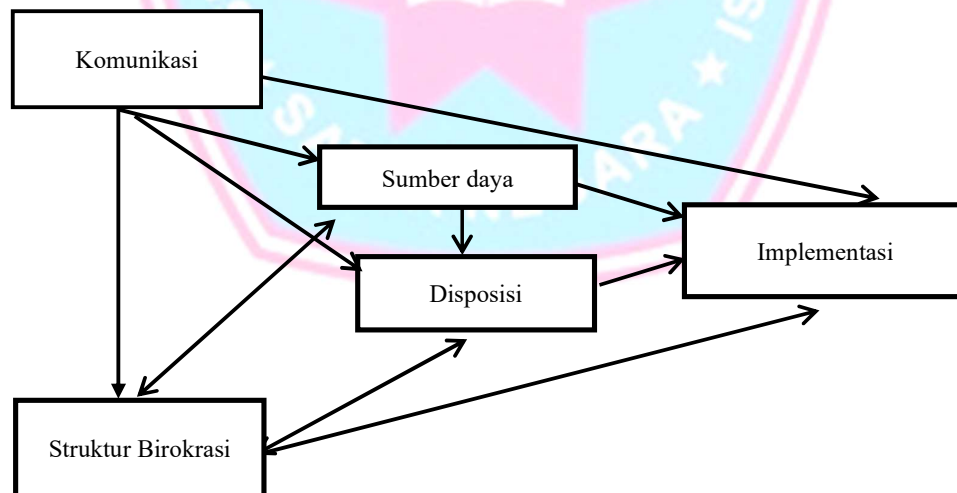 Komunikasi
Sumber daya
Implementasi
Disposisi
Struktur Birokrasi